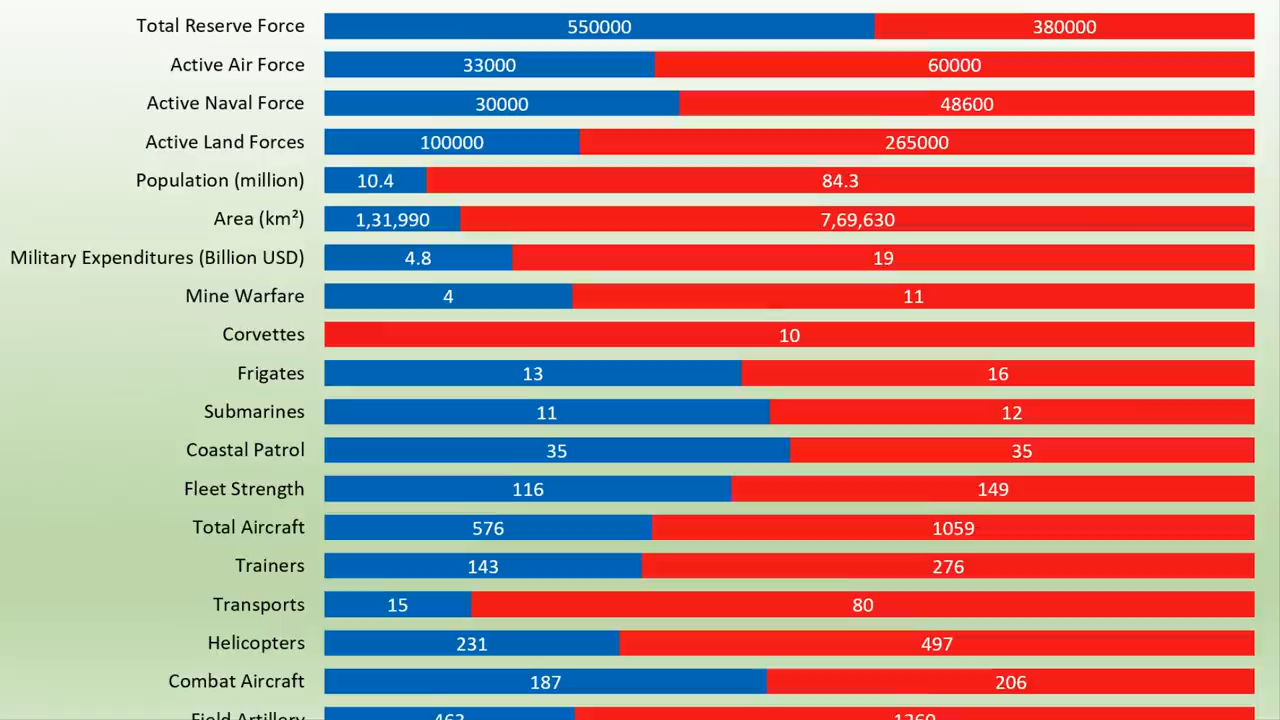 Total Reserve Force 550000 380000
Active Air Force 33000 60000
Active Naval Force 30000 48600
Active Land Forces 100000 265000
Population (million) 10.4 84.3
Area (km²) 1,31,990 7,69,630
Military Expenditures (Billion USD) 4.8 19
Mine Warfare 4 11
Corvettes 10
Frigates 13 16
Submarines 11 12
Coastal Patrol 35 35
Fleet Strength 116 149
Total Aircraft 576 1059
Trainers 143 276
Transports 15 80
Helicopters 231 497
Combat Aircraft 187 206
Field Artillery 463 1260